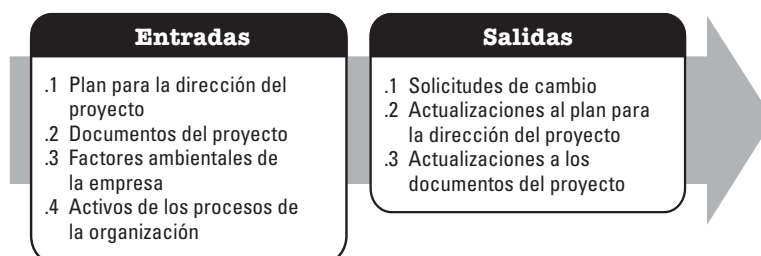 Entradas
.1 Plan para la dirección del
proyecto
.2 Documentos del proyecto
.3 Factores ambientales de
la empresa
.4 Activos de los procesos de
la organización
Salidas
.1 Solicitudes de cambio
.2 Actualizaciones al plan para
la dirección del proyecto
.3 Actualizaciones a los
documentos del proyecto